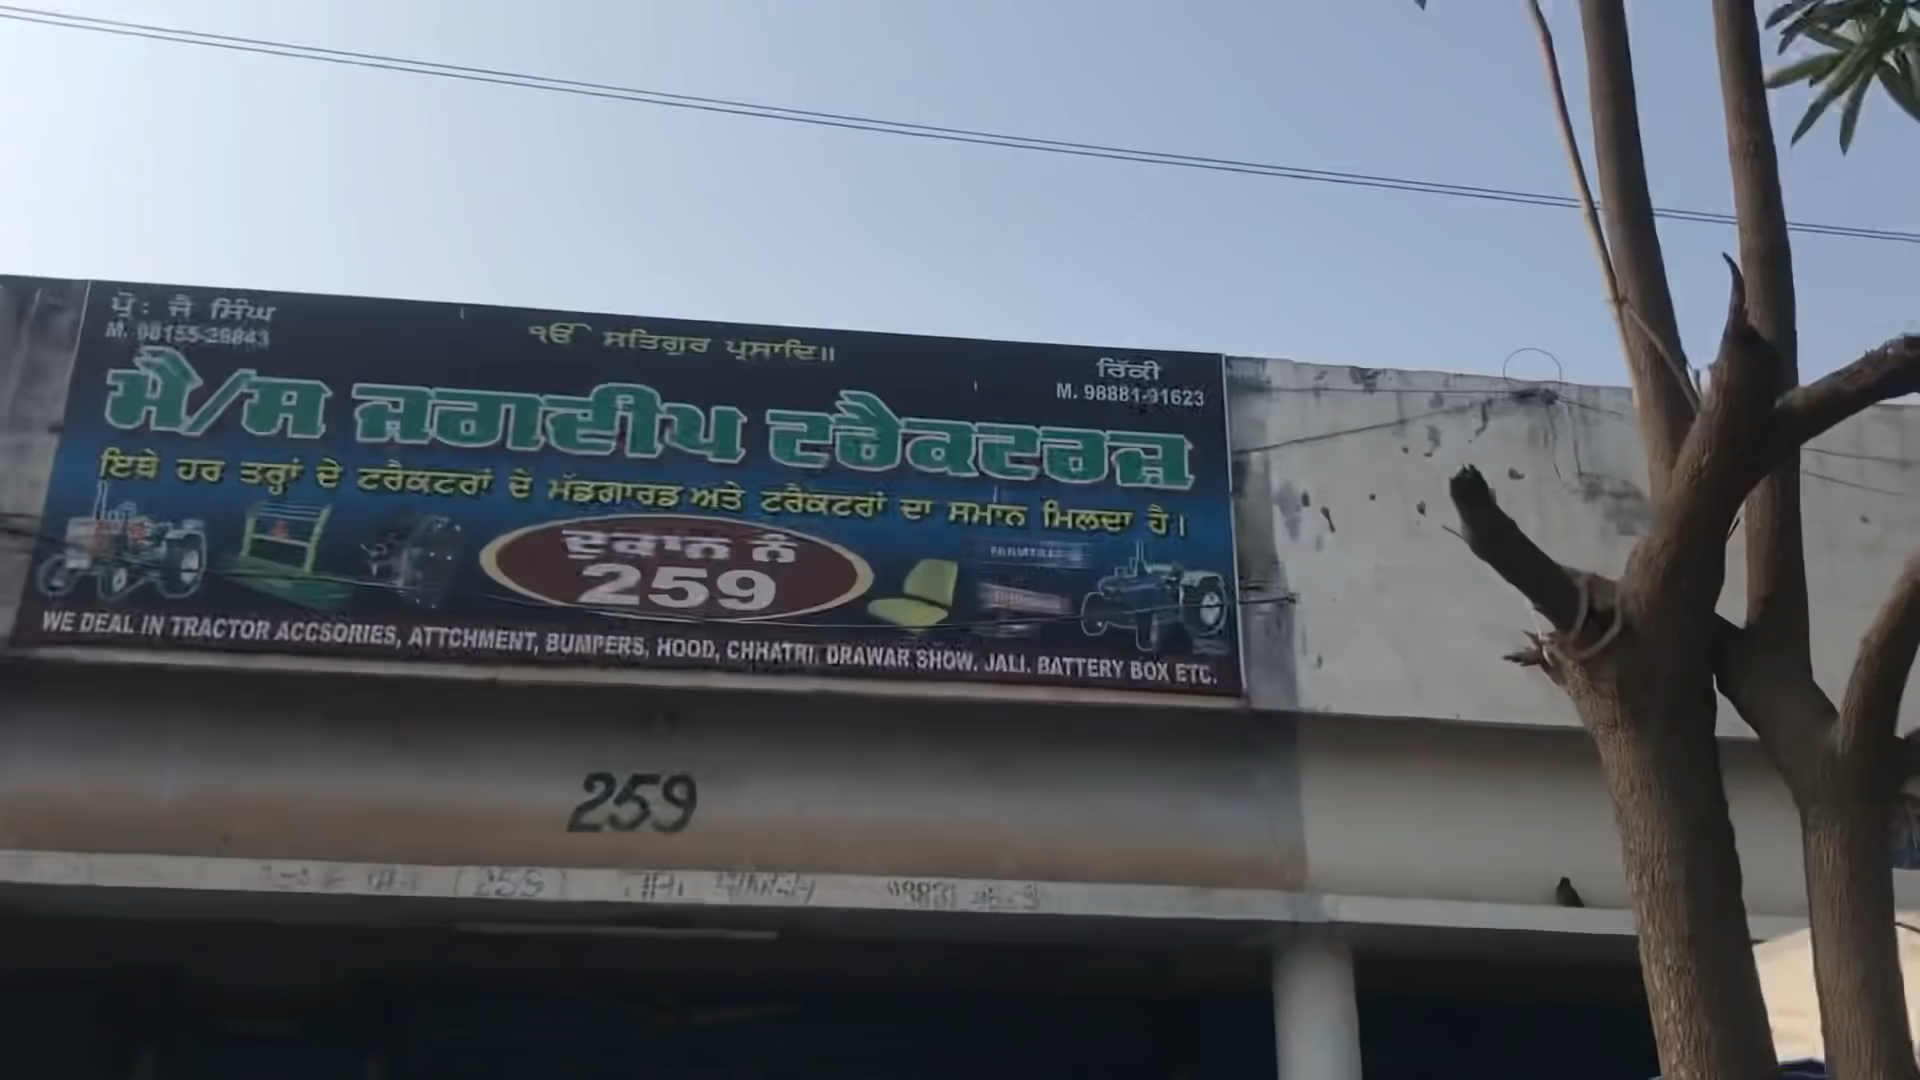 ਪ੍ਰੋ: ਜੈ ਸਿੰਘ
M. 98155-28843
ੴ ਸਤਿਗੁਰ ਪ੍ਰਸਾਦਿ॥
ਰਿੱਕੀ
M. 98881-91623
ਮੈ/ਸ ਜਗਦੀਪ ਟਰੈਕਟਰਜ਼
ਇਥੇ ਹਰ ਤਰ੍ਹਾਂ ਦੇ ਟਰੈਕਟਰਾਂ ਦੇ ਮੱਡਗਾਰਡ ਅਤੇ ਟਰੈਕਟਰਾਂ ਦਾ ਸਮਾਨ ਮਿਲਦਾ ਹੈ।
ਦੁਕਾਨ ਨੰ
259
WE DEAL IN TRACTOR ACCSORIES, ATTCHMENT, BUMPERS, HOOD, CHHATRI, DRAWAR SHOW, JALI, BATTERY BOX ETC.
259
(259)